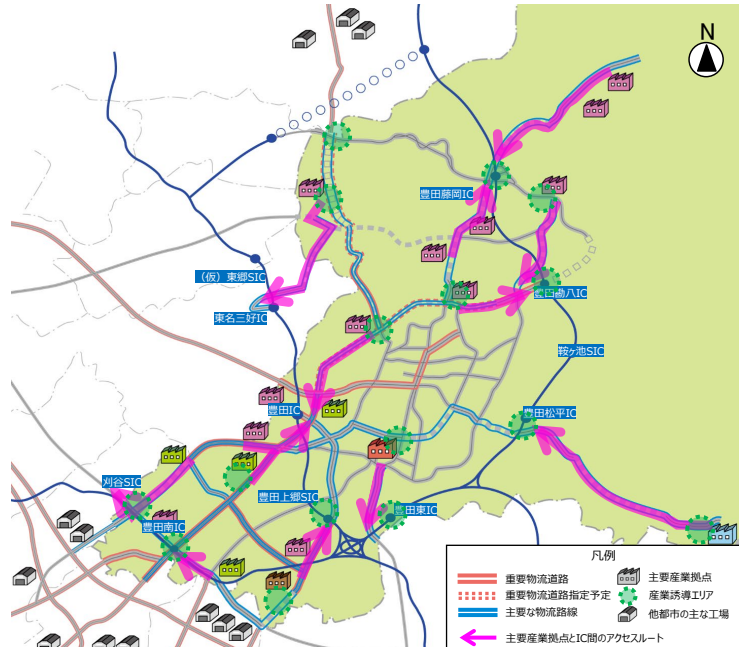 N
豊田藤岡IC
（仮）東郷SIC
豊田勘八IC
東名三好IC
鞍ケ池SIC
豊田IC
豊田松平IC
刈谷SIC
豊田上郷SIC
豊田東IC
豊田南IC
凡例
重要物流道路
主要産業拠点
重要物流道路指定予定
産業誘導エリア
主要な物流路線
他都市の主な工場
主要産業拠点とIC間のアクセスルート